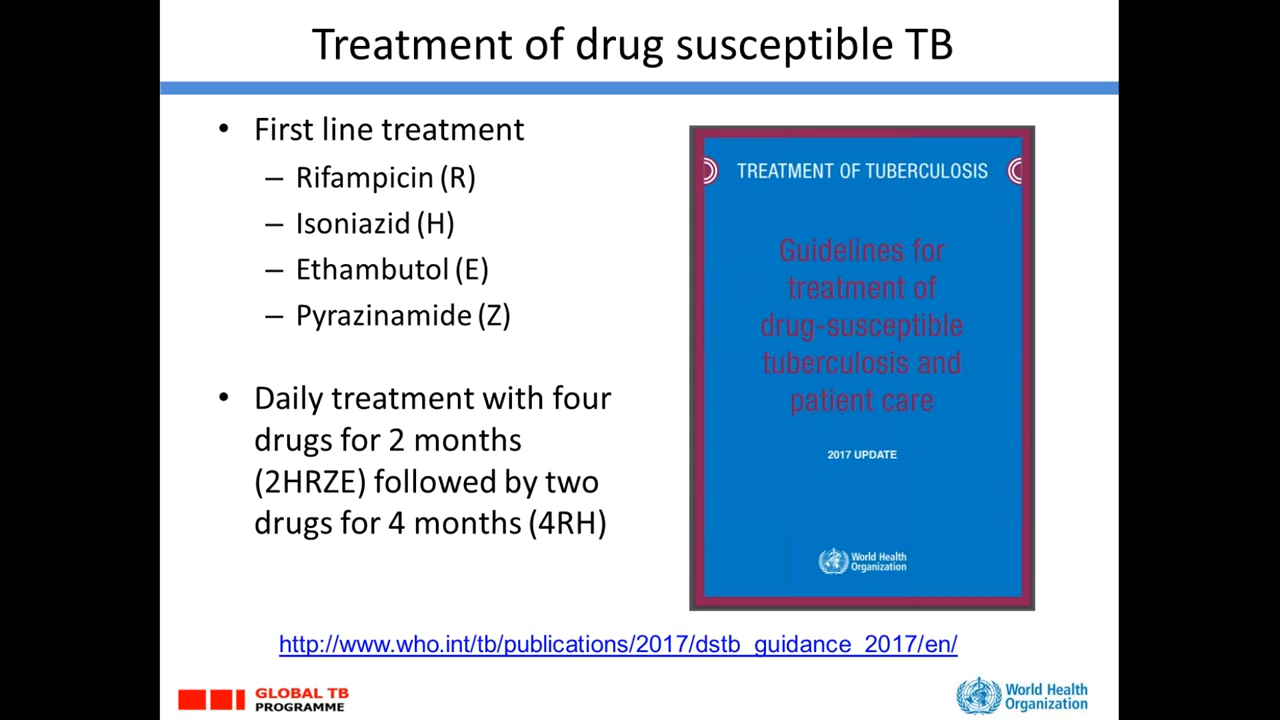 Treatment of drug susceptible TB
• First line treatment
– Rifampicin (R)
– Isoniazid (H)
– Ethambutol (E)
– Pyrazinamide (Z)
• Daily treatment with four
drugs for 2 months
(2HRZE) followed by two
drugs for 4 months (4RH)
TREATMENT OF TUBERCULOSIS
Guidelines for
treatment of
drug-susceptible
tuberculosis and
patient care
2017 UPDATE
World Health
Organization
http://www.who.int/tb/publications/2017/dstb_guidance_2017/en/
GLOBAL TB
PROGRAMME
World Health
Organization